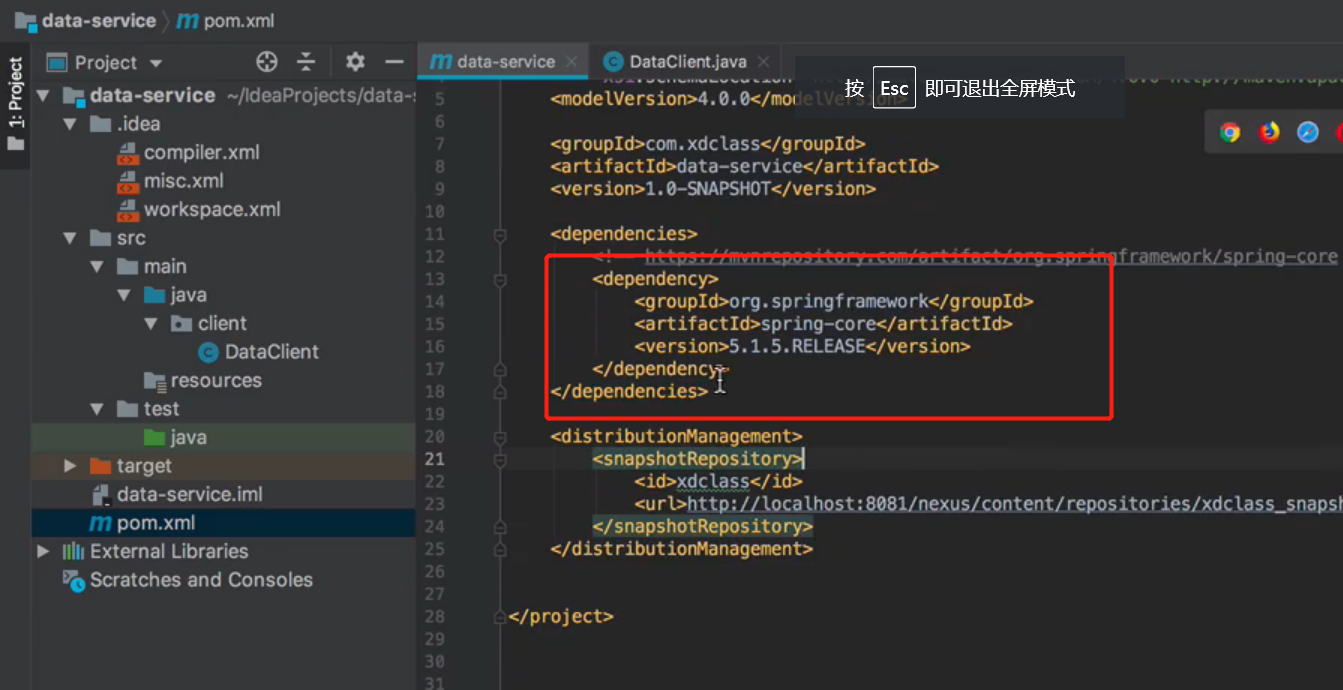 data-service pom.xml
1: Project
Project
data-service ~/IdeaProjects/data-
.idea
compiler.xml
misc.xml
workspace.xml
src
main
java
client
DataClient
resources
test
java
target
data-service.iml
pom.xml
External Libraries
Scratches and Consoles
data-service DataClient.java
按 Esc 即可退出全屏模式
5 <modelVersion>4.0.0</modelVersion>
6
7 <groupId>com.xdclass</groupId>
8 <artifactId>data-service</artifactId>
9 <version>1.0-SNAPSHOT</version>
10
11 <dependencies>
12 <!-- https://mvnrepository.com/artifact/org.springframework/spring-core
13 <dependency>
14 <groupId>org.springframework</groupId>
15 <artifactId>spring-core</artifactId>
16 <version>5.1.5.RELEASE</version>
17 </dependency>
18 </dependencies>
19
20 <distributionManagement>
21 <snapshotRepository>
22 <id>xdclass</id>
23 <url>http://localhost:8081/nexus/content/repositories/xdclass_snapsh
24 </snapshotRepository>
25 </distributionManagement>
26
27
28 </project>
29
30
31